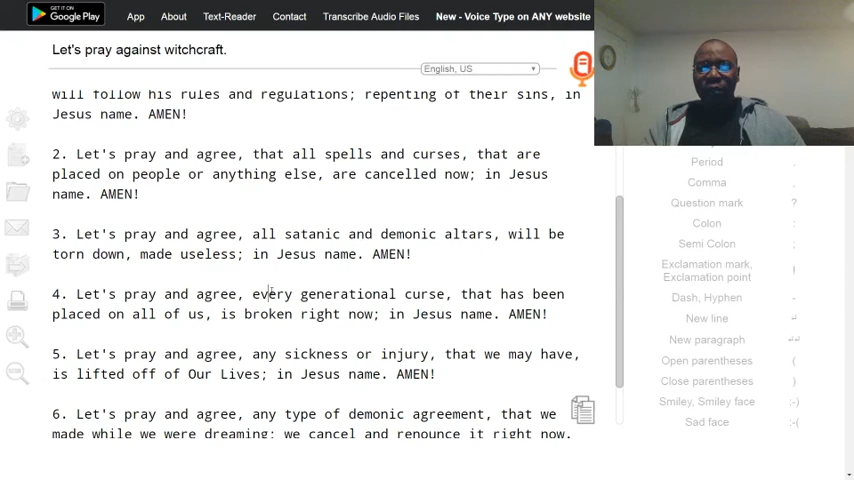 GET IT ON
Google Play
App
About
Text-Reader
Contact
Transcribe Audio Files
New - Voice Type on ANY website
Let's pray against witchcraft.
English, US
will follow his rules and regulations; repenting of their sins, in
Jesus name. AMEN!
2. Let's pray and agree, that all spells and curses, that are
placed on people or anything else, are cancelled now; in Jesus
name. AMEN!
3. Let's pray and agree, all satanic and demonic altars, will be
torn down, made useless; in Jesus name. AMEN!
4. Let's pray and agree, every generational curse, that has been
placed on all of us, is broken right now; in Jesus name. AMEN!
5. Let's pray and agree, any sickness or injury, that we may have,
is lifted off of Our Lives; in Jesus name. AMEN!
6. Let's pray and agree, any type of demonic agreement, that we
made while we were dreaming; we cancel and renounce it right now.
Period .
Comma ,
Question mark ?
Colon :
Semi Colon ;
Exclamation mark,
Exclamation point !
Dash, Hyphen -
New line ↵
New paragraph ↵↵
Open parentheses (
Close parentheses )
Smiley, Smiley face :-)
Sad face :-(